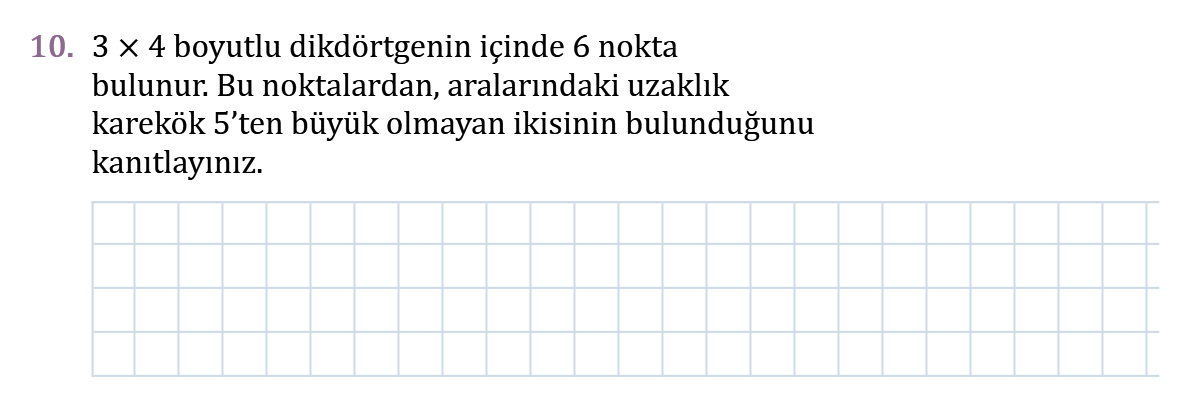 10. 3 × 4 boyutlu dikdörtgenin içinde 6 nokta
bulunur. Bu noktalardan, aralarındaki uzaklık
karekök 5’ten büyük olmayan ikisinin bulunduğunu
kanıtlayınız.